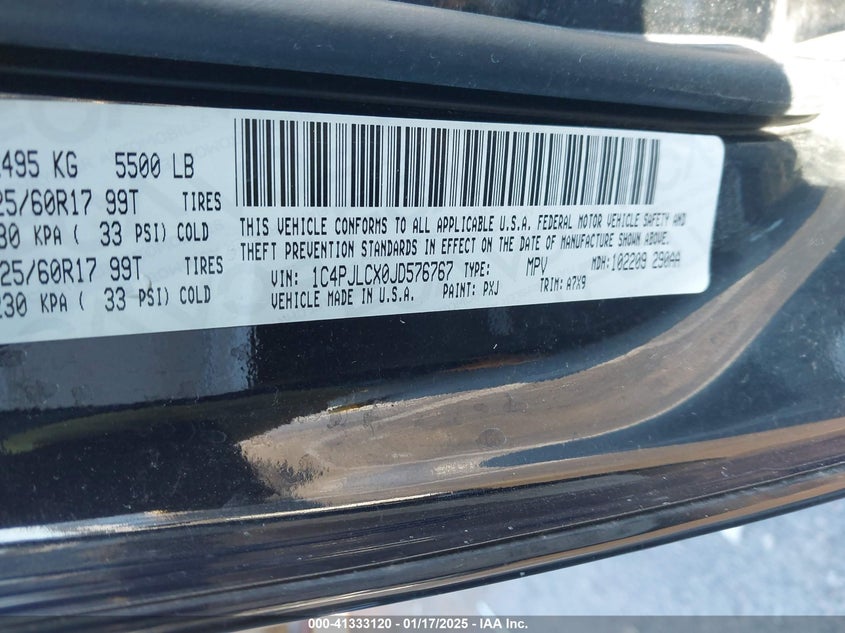 495 KG 5500 LB
25/60R17 99T TIRES
30 KPA ( 33 PSI) COLD
25/60R17 99T TIRES
230 KPA ( 33 PSI) COLD
THIS VEHICLE CONFORMS TO ALL APPLICABLE U.S.A. FEDERAL MOTOR VEHICLE SAFETY AND
THEFT PREVENTION STANDARDS IN EFFECT ON THE DATE OF MANUFACTURE SHOWN ABOVE.
VIN: 1C4PJLCX0JD576767 TYPE: MPV MDH: 102209 290AA
VEHICLE MADE IN U.S.A. PAINT: PXJ TRIM: A7X9
000-41333120 - 01/17/2025 - IAA Inc.